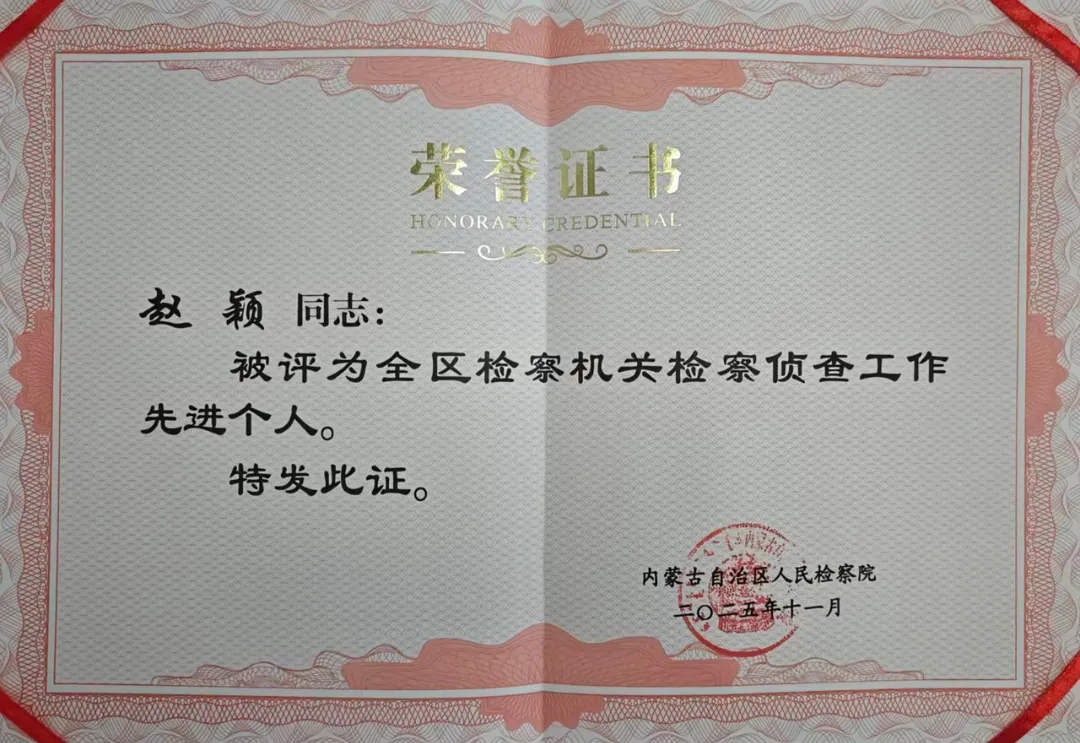 荣誉证书
HONORARY CREDENTIAL
赵 颖 同志：
被评为全区检察机关检察侦查工作
先进个人。
特发此证。
内蒙古自治区人民检察院
二〇二五年十一月